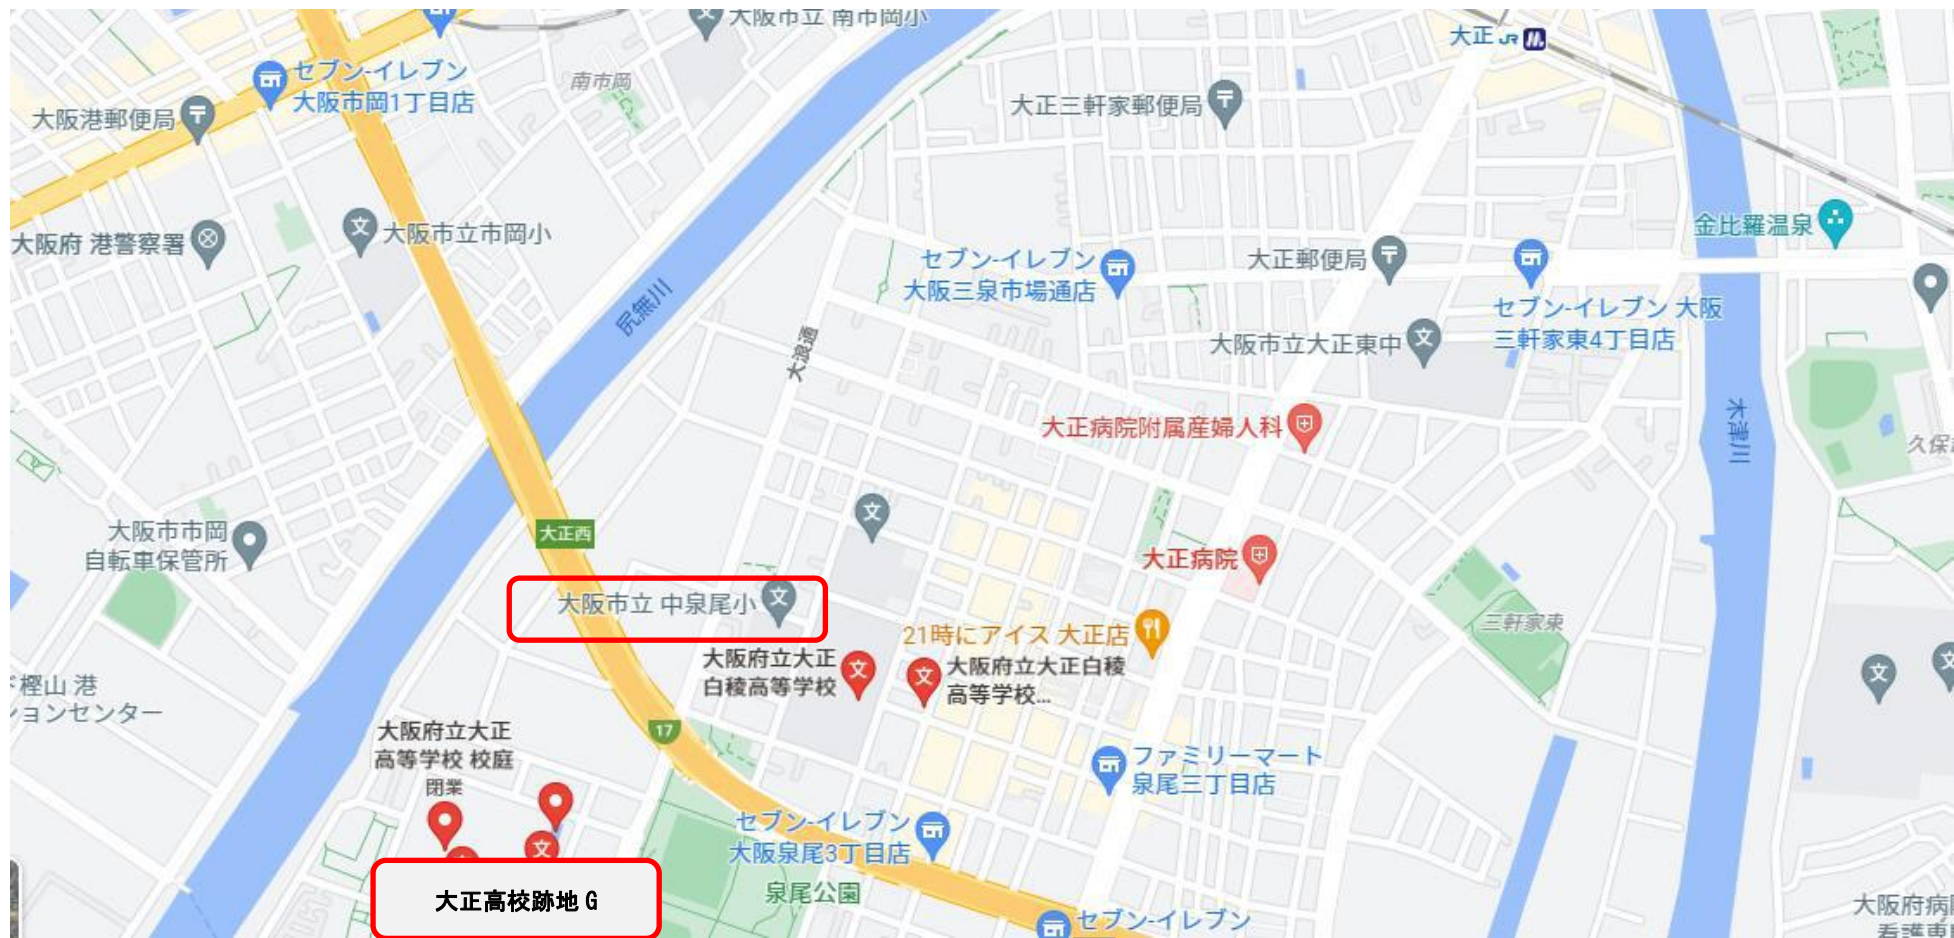 大阪市立 南市岡小
大正
JR
セブン-イレブン
大阪市岡1丁目店
南市岡
大阪港郵便局
大正三軒家郵便局
大阪府 港警察署
大阪市立市岡小
金比羅温泉
セブン-イレブン
大阪三泉市場通店
大正郵便局
セブン-イレブン 大阪
三軒家東4丁目店
尻無川
大浪通
大阪市立大正東中
大正病院附属産婦人科
木津川
大阪市市岡
自転車保管所
大正西
大正病院
大阪市立 中泉尾小
21時にアイス 大正店
三軒家東
大阪府立大正
白稜高等学校
大阪府立大正白稜
高等学校...
樫山 港
ションセンター
17
大阪府立大正
高等学校 校庭
閉業
ファミリーマート
泉尾三丁目店
セブン-イレブン
大阪泉尾3丁目店
泉尾公園
大正高校跡地 G
セブン-イレブン
大阪府病